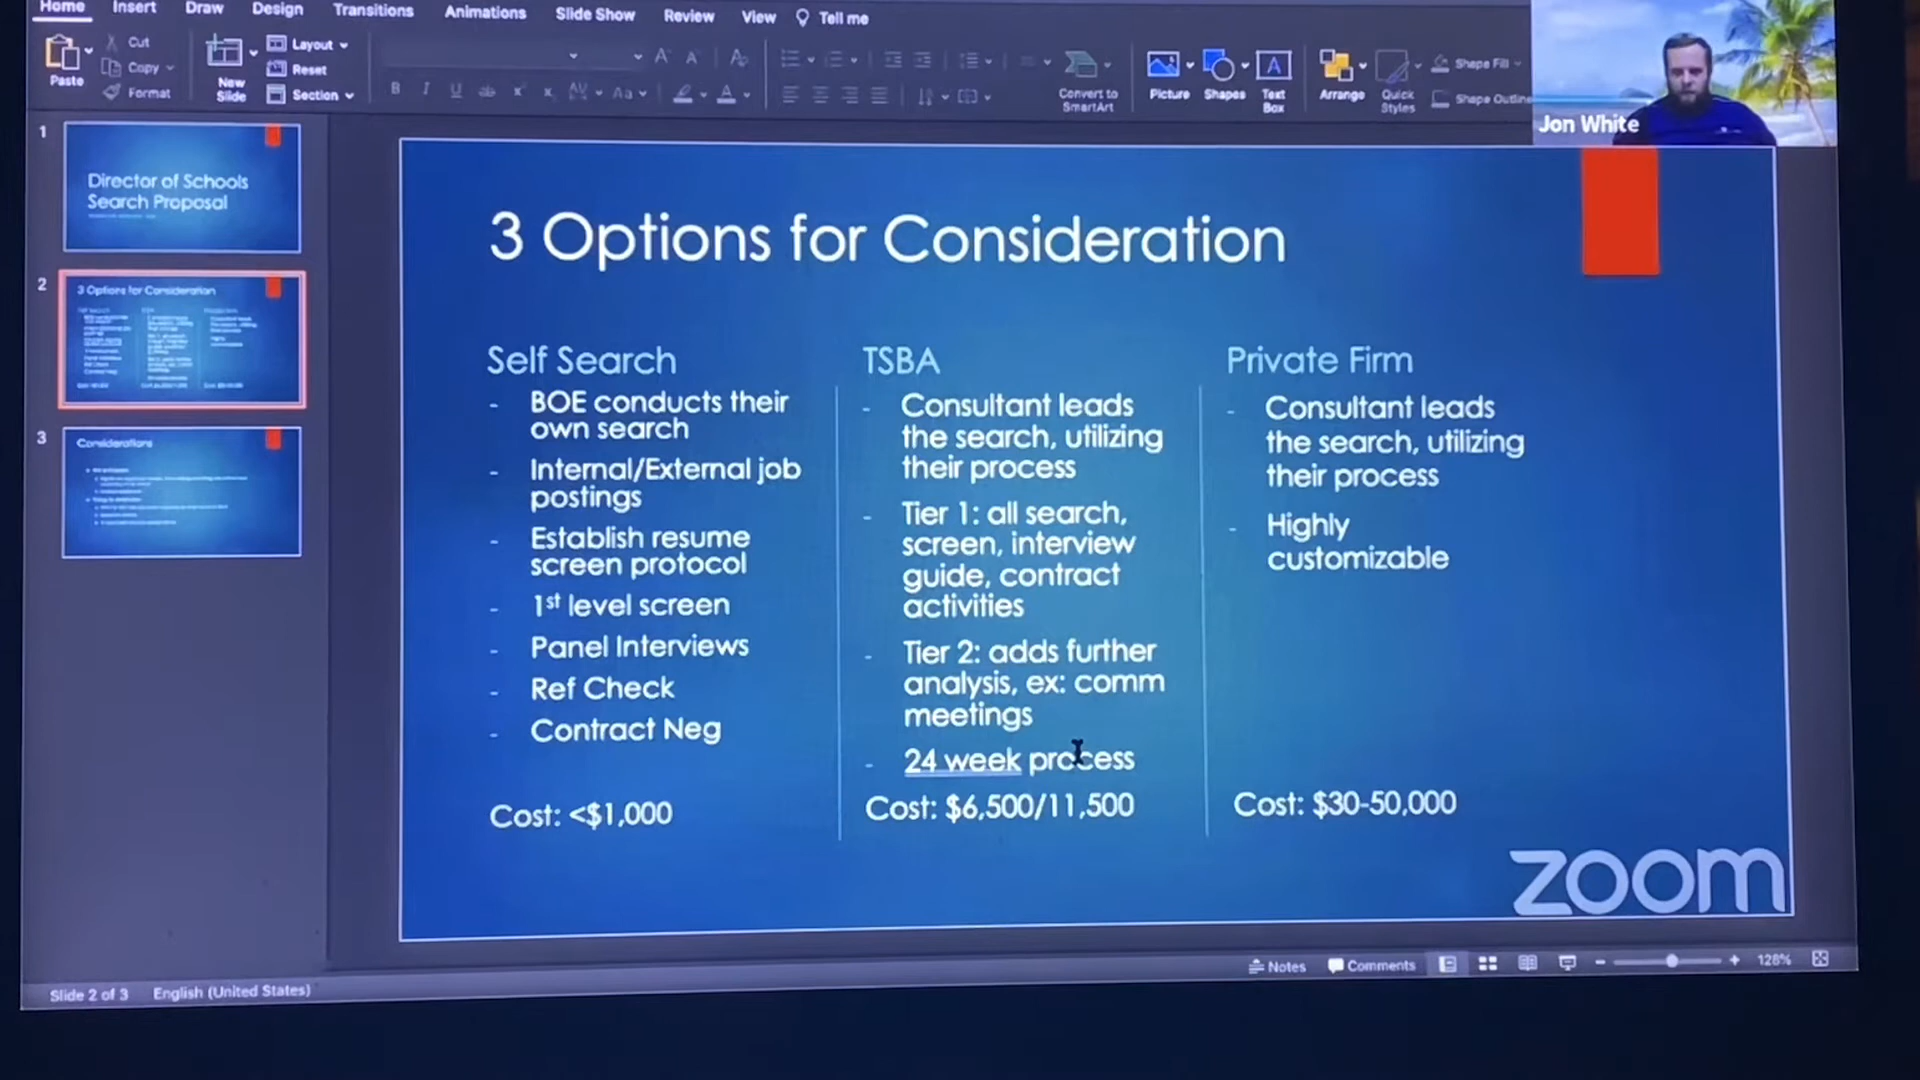 Home Insert Draw Design Transitions Animations Slide Show Review View Tell me
Paste
Cut
Copy
Format
New
Slide
Layout
Reset
Section
Convert to
SmartArt
Picture
Shapes
Text
Box
Arrange
Quick
Styles
Shape Fill
Shape Outline
Jon White
1
Director of Schools
Search Proposal
2
3 Options for Consideration
3
Considerations
3 Options for Consideration
Self Search
- BOE conducts their
own search
- Internal/External job
postings
- Establish resume
screen protocol
- 1st level screen
- Panel Interviews
- Ref Check
- Contract Neg
Cost: <$1,000
TSBA
- Consultant leads
the search, utilizing
their process
- Tier 1: all search,
screen, interview
guide, contract
activities
- Tier 2: adds further
analysis, ex: comm
meetings
- 24 week process
Cost: $6,500/11,500
Private Firm
- Consultant leads
the search, utilizing
their process
- Highly
customizable
Cost: $30-50,000
zoom
Slide 2 of 3 English (United States)
Notes Comments 128%